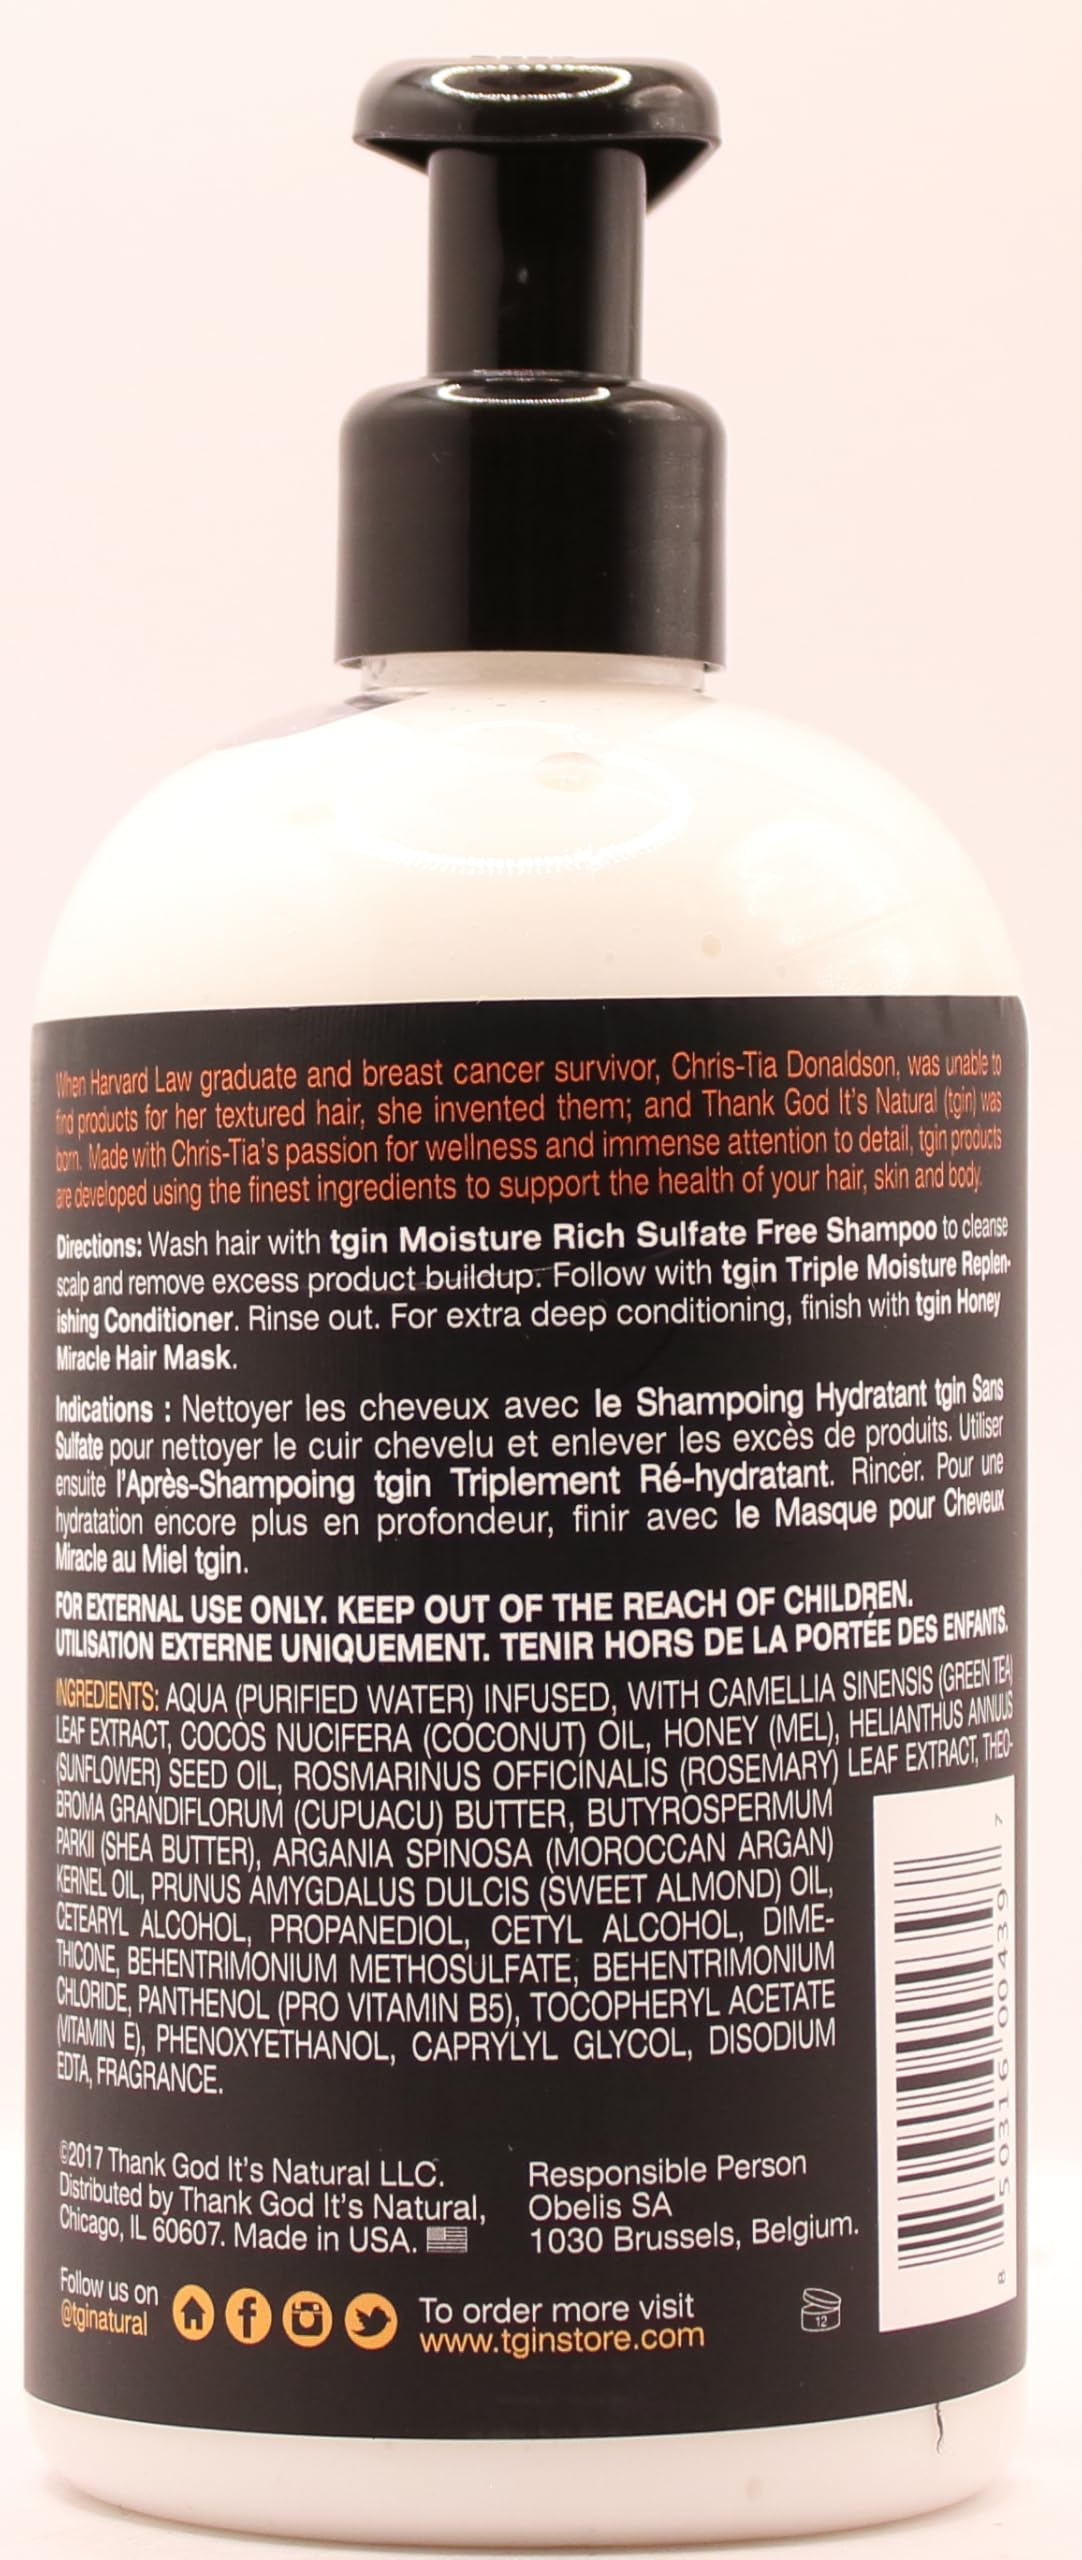 When Harvard Law graduate and breast cancer survivor, Chris-Tia Donaldson, was unable to
find products for her textured hair, she invented them; and Thank God It's Natural (tgin) was
born. Made with Chris-Tia's passion for wellness and immense attention to detail, tgin products
are developed using the finest ingredients to support the health of your hair, skin and body.
Directions: Wash hair with tgin Moisture Rich Sulfate Free Shampoo to cleanse
scalp and remove excess product buildup. Follow with tgin Triple Moisture Replen-
ishing Conditioner. Rinse out. For extra deep conditioning, finish with tgin Honey
Miracle Hair Mask.
Indications : Nettoyer les cheveux avec le Shampoing Hydratant tgin Sans
Sulfate pour nettoyer le cuir chevelu et enlever les excès de produits. Utiliser
ensuite l'Après-Shampoing tgin Triplement Ré-hydratant. Rincer. Pour une
hydratation encore plus en profondeur, finir avec le Masque pour Cheveux
Miracle au Miel tgin.
FOR EXTERNAL USE ONLY. KEEP OUT OF THE REACH OF CHILDREN.
UTILISATION EXTERNE UNIQUEMENT. TENIR HORS DE LA PORTÉE DES ENFANTS.
INGREDIENTS: AQUA (PURIFIED WATER) INFUSED, WITH CAMELLIA SINENSIS (GREEN TEA)
LEAF EXTRACT, COCOS NUCIFERA (COCONUT) OIL, HONEY (MEL), HELIANTHUS ANNUUS
(SUNFLOWER) SEED OIL, ROSMARINUS OFFICINALIS (ROSEMARY) LEAF EXTRACT, THEO-
BROMA GRANDIFLORUM (CUPUACU) BUTTER, BUTYROSPERMUM
PARKII (SHEA BUTTER), ARGANIA SPINOSA (MOROCCAN ARGAN)
KERNEL OIL, PRUNUS AMYGDALUS DULCIS (SWEET ALMOND) OIL,
CETEARYL ALCOHOL, PROPANEDIOL, CETYL ALCOHOL, DIME-
THICONE, BEHENTRIMONIUM METHOSULFATE, BEHENTRIMONIUM
CHLORIDE, PANTHENOL (PRO VITAMIN B5), TOCOPHERYL ACETATE
(VITAMIN E), PHENOXYETHANOL, CAPRYLYL GLYCOL, DISODIUM
EDTA, FRAGRANCE.
8 50316 00439 7
©2017 Thank God It's Natural LLC.
Distributed by Thank God It's Natural,
Chicago, IL 60607. Made in USA.
Responsible Person
Obelis SA
1030 Brussels, Belgium.
Follow us on
@tginatural
To order more visit
www.tginstore.com
12